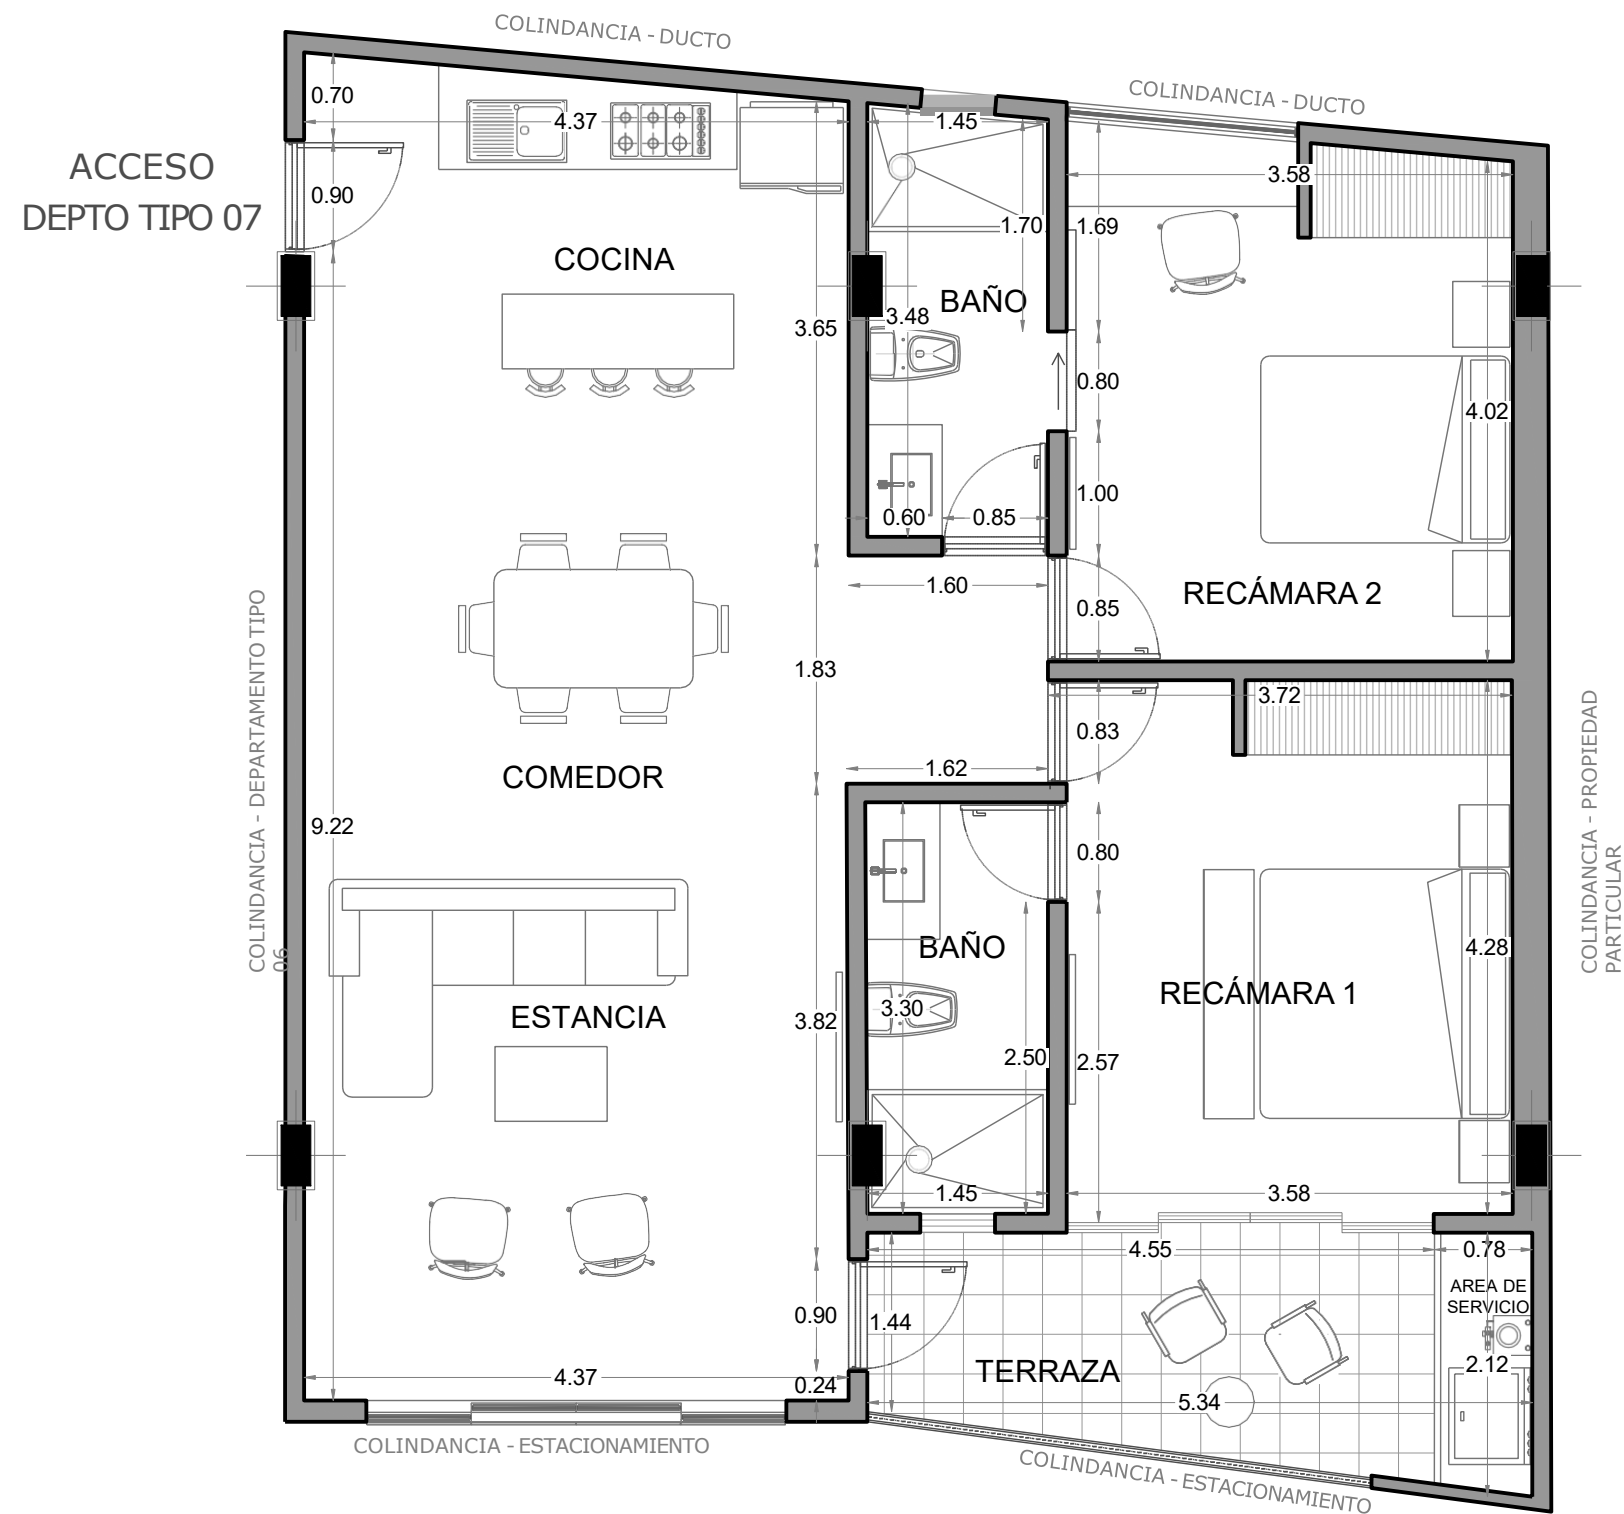 COLINDANCIA - DUCTO
COLINDANCIA - DUCTO
ACCESO
DEPTO TIPO 07
0.70
4.37
1.45
3.58
0.90
1.70
1.69
COCINA
BAÑO
3.65
3.48
0.80
4.02
1.00
0.60
0.85
1.60
0.85
RECÁMARA 2
1.83
3.72
0.83
1.62
COMEDOR
9.22
0.80
COLINDANCIA - DEPARTAMENTO TIPO
06
COLINDANCIA - PROPIEDAD
PARTICULAR
BAÑO
4.28
RECÁMARA 1
ESTANCIA
3.30
3.82
2.50
2.57
1.45
3.58
4.55
0.78
AREA DE
SERVICIO
0.90
1.44
2.12
TERRAZA
4.37
0.24
5.34
COLINDANCIA - ESTACIONAMIENTO
COLINDANCIA - ESTACIONAMIENTO